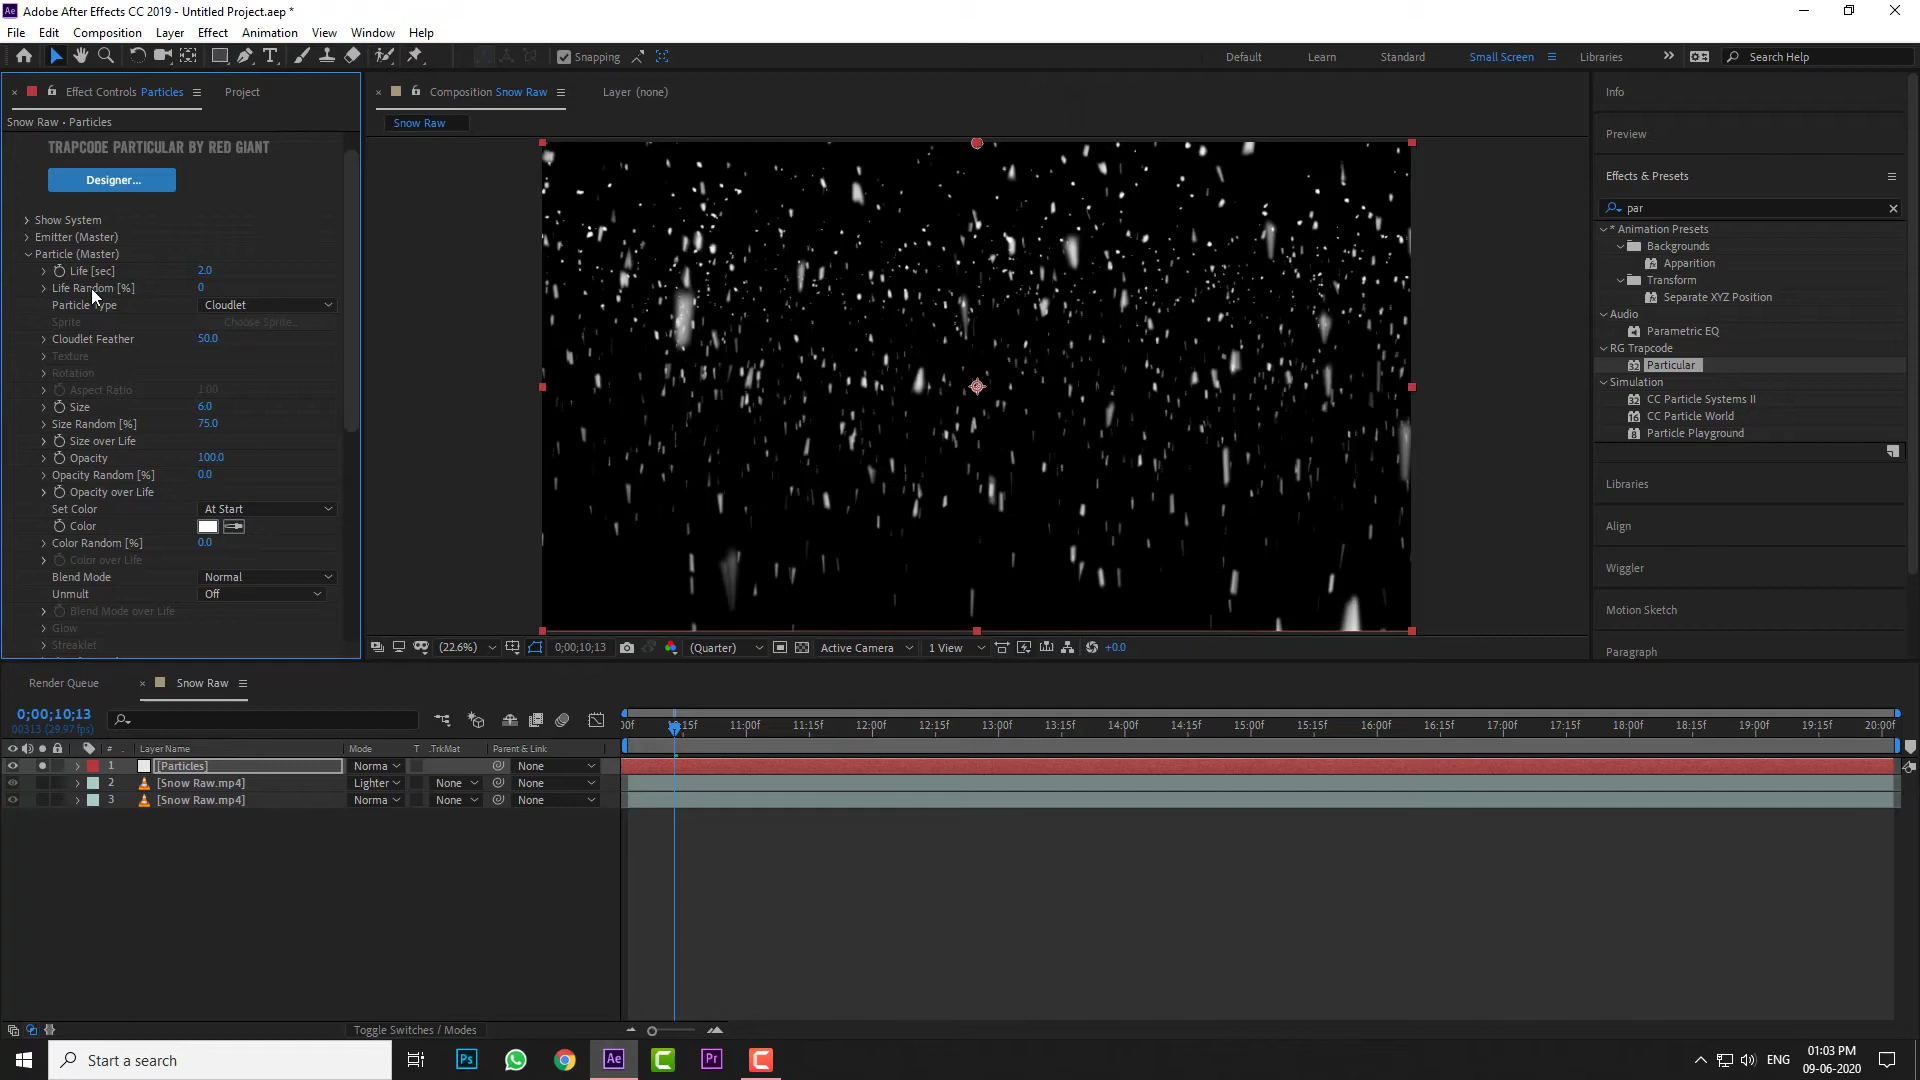 Adobe After Effects CC 2019 - Untitled Project.aep *
File Edit Composition Layer Effect Animation View Window Help
Snapping
Default Learn Standard Small Screen Libraries Search Help
Effect Controls Particles Project
Snow Raw • Particles
TRAPCODE PARTICULAR BY RED GIANT
Designer...
Show System
Emitter (Master)
Particle (Master)
Life [sec] 2.0
Life Random [%] 0
Particle Type Cloudlet
Sprite Choose Sprite...
Cloudlet Feather 50.0
Texture
Rotation
Aspect Ratio 1.00
Size 6.0
Size Random [%] 75.0
Size over Life
Opacity 100.0
Opacity Random [%] 0.0
Opacity over Life
Set Color At Start
Color
Color Random [%] 0.0
Color over Life
Blend Mode Normal
Unmult Off
Blend Mode over Life
Glow
Streaklet
Composition Snow Raw Layer (none)
Snow Raw
(22.6%) 0;00;10;13 (Quarter) Active Camera 1 View +0.0
Info
Preview
Effects & Presets
par
* Animation Presets
Backgrounds
Apparition
Transform
Separate XYZ Position
Audio
Parametric EQ
RG Trapcode
Particular
Simulation
CC Particle Systems II
CC Particle World
Particle Playground
Libraries
Align
Wiggler
Motion Sketch
Paragraph
Render Queue Snow Raw
0;00;10;13
00313 (29.97 fps)
:00f 10:15f 11:00f 11:15f 12:00f 12:15f 13:00f 13:15f 14:00f 14:15f 15:00f 15:15f 16:00f 16:15f 17:00f 17:15f 18:00f 18:15f 19:00f 19:15f 20:00f
# Layer Name Mode T .TrkMat Parent & Link
1 [Particles] Norma None
2 [Snow Raw.mp4] Lighter None None
3 [Snow Raw.mp4] Norma None None
Toggle Switches / Modes
Start a search
ENG
01:03 PM
09-06-2020